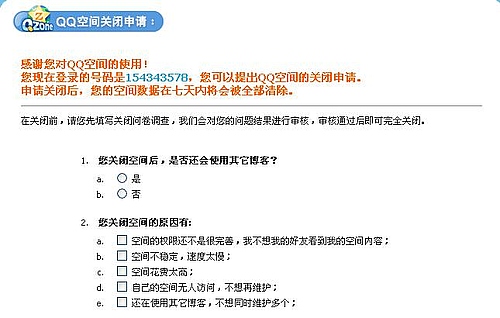 Qzone
QQ空间关闭申请：
感谢您对QQ空间的使用！
您现在登录的号码是154343578，您可以提出QQ空间的关闭申请。
申请关闭后，您的空间数据在七天内将会被全部清除。
在关闭前，请您先填写关闭问卷调查，我们会对您的问题结果进行审核，审核通过后即可完全关闭。
1. 您关闭空间后，是否还会使用其它博客？
a. 是
b. 否
2. 您关闭空间的原因有：
a. 空间的权限还不是很完善，我不想我的好友看到我的空间内容；
b. 空间不稳定，速度太慢；
c. 空间花费太高；
d. 自己的空间无人访问，不想再维护；
e. 还在使用其它博客，不想同时维护多个；